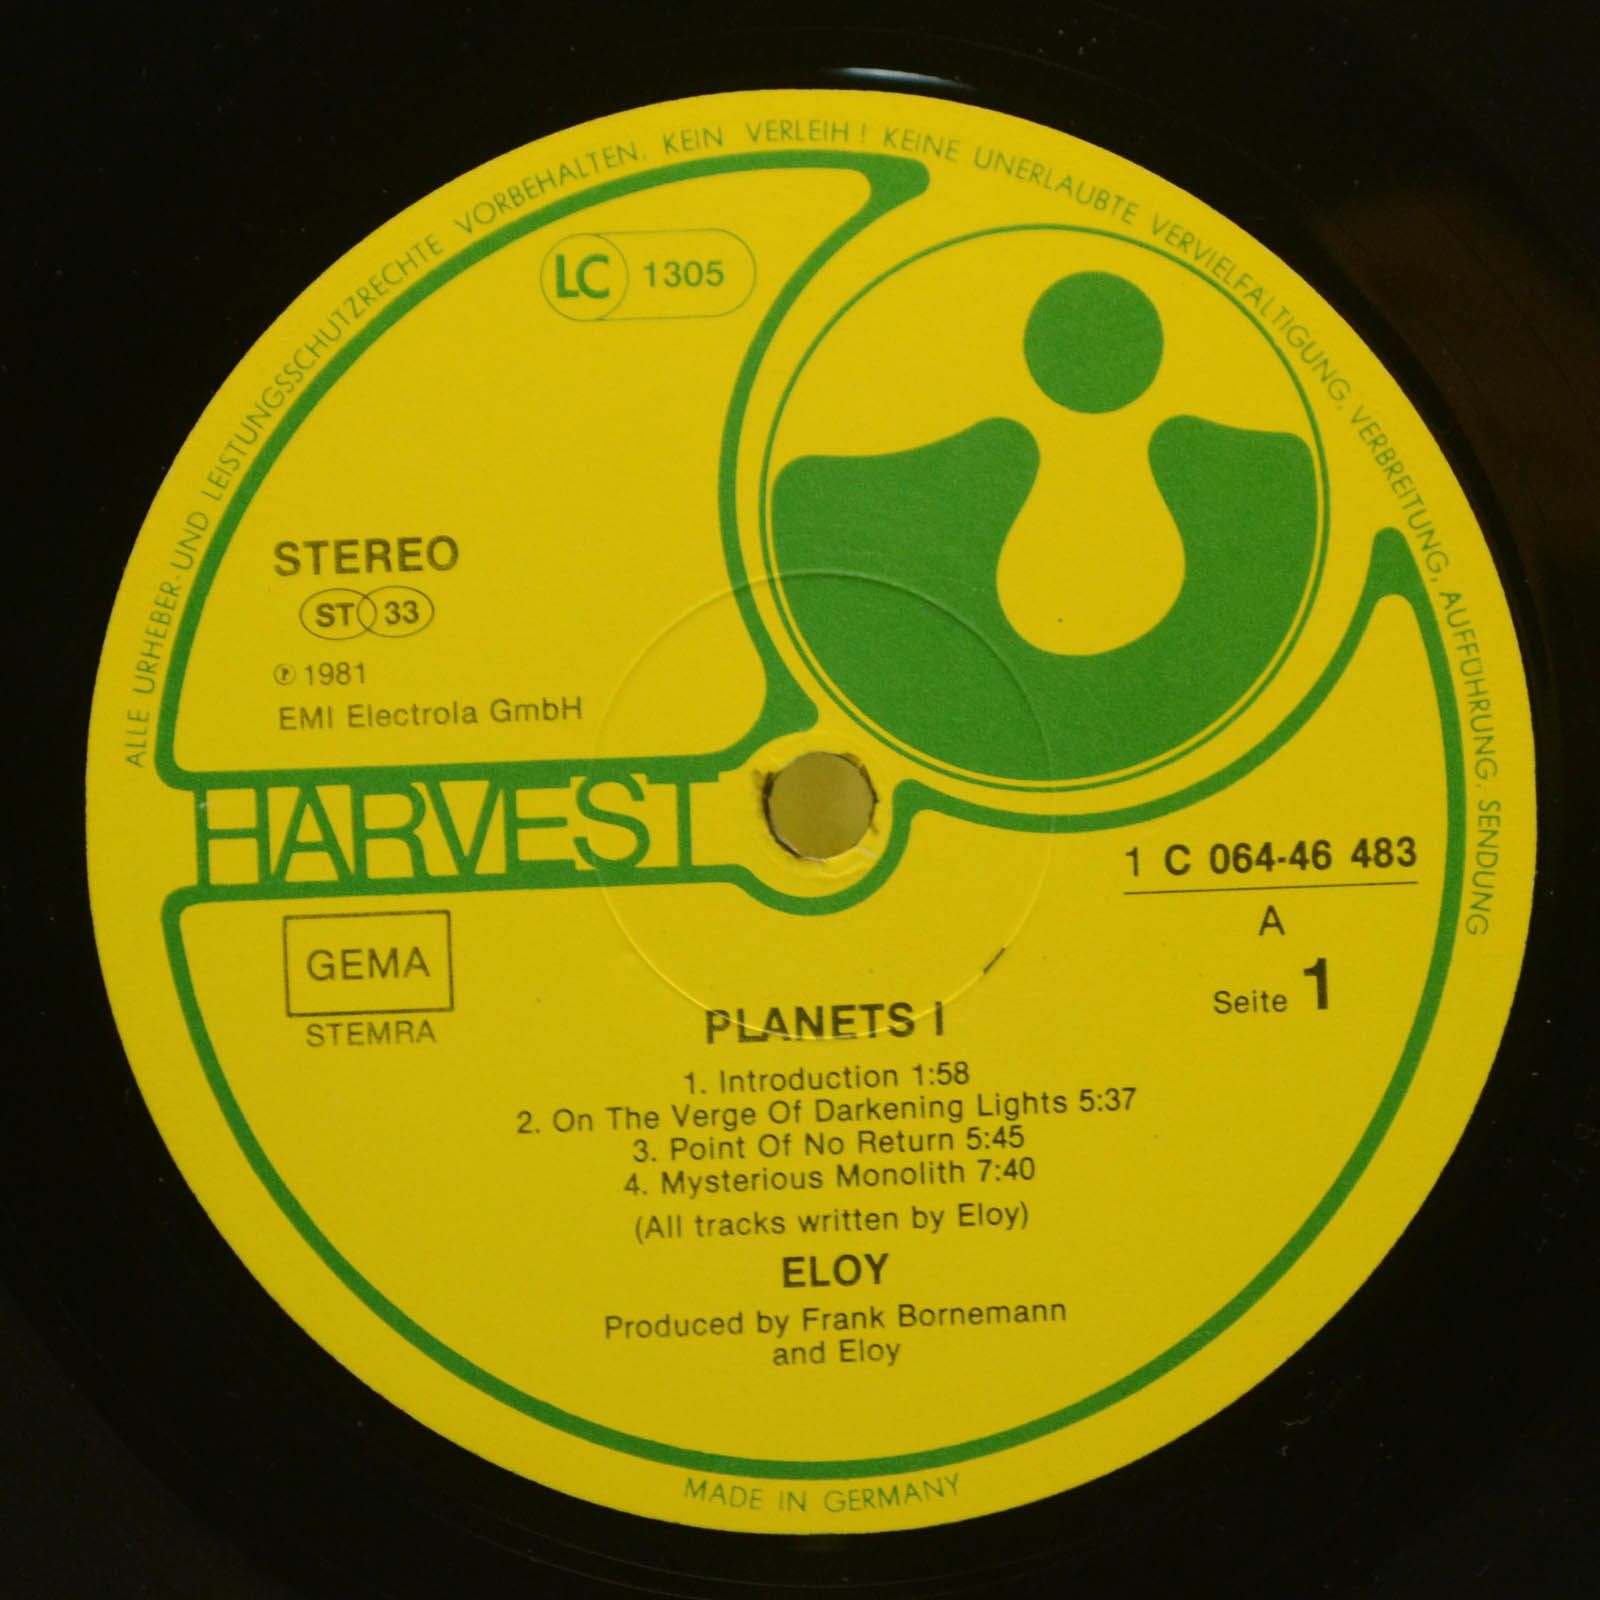 ALLE URHEBER-UND LEISTUNGSSCHUTZRECHTE VORBEHALTEN, KEIN VERLEIH! KEINE UNERLAUBTE VERVIELFÄLTIGUNG, VERBREITUNG, AUFFÜHRUNG, SENDUNG
LC 1305
STEREO
ST 33
℗ 1981
EMI Electrola GmbH
HARVEST
1 C 064-46 483
A
Seite 1
GEMA
STEMRA
PLANETS I
1. Introduction 1:58
2. On The Verge Of Darkening Lights 5:37
3. Point Of No Return 5:45
4. Mysterious Monolith 7:40
(All tracks written by Eloy)
ELOY
Produced by Frank Bornemann
and Eloy
MADE IN GERMANY